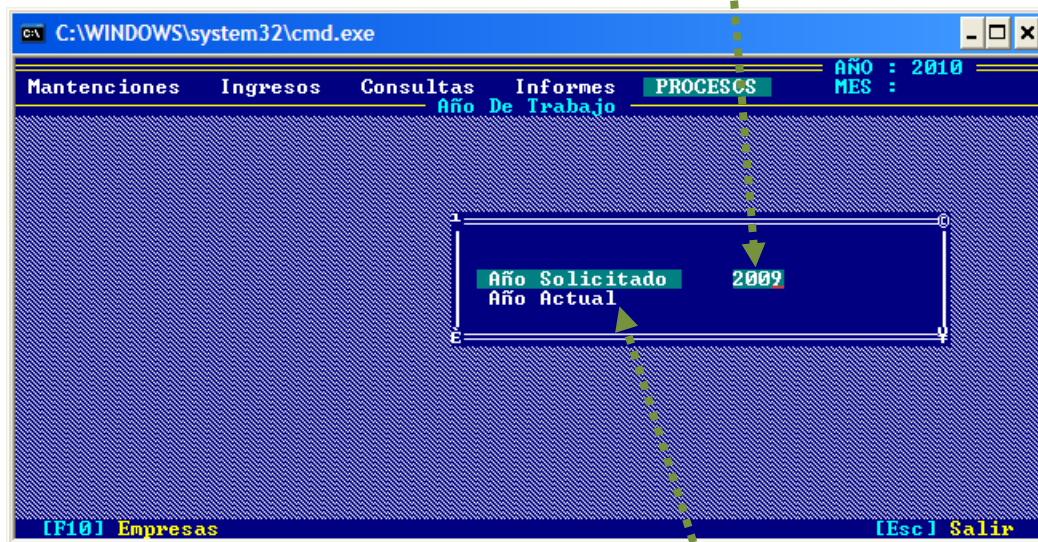 C:\WINDOWS\system32\cmd.exe
AÑO : 2010
Mantenciones Ingresos Consultas Informes PROCESOS MES :
Año De Trabajo
Año Solicitado 2009
Año Actual
[F10] Empresas [Esc] Salir